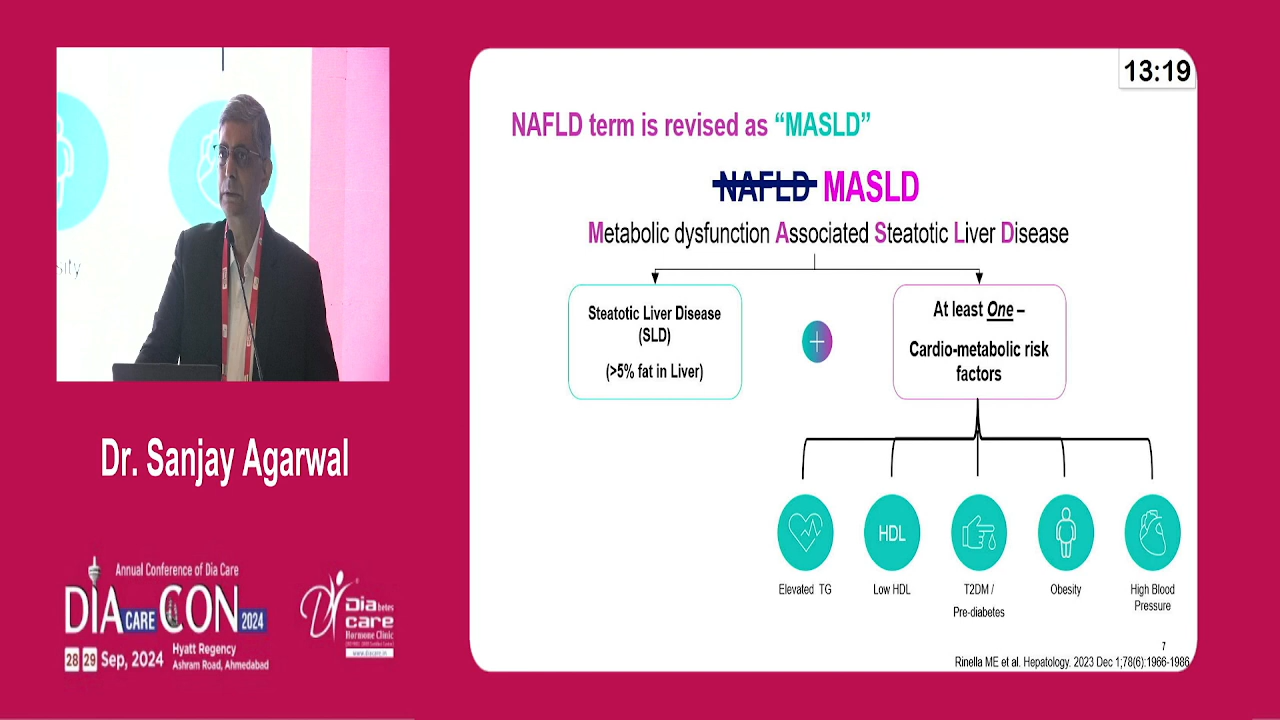 13:19
NAFLD term is revised as “MASLD”
NAFLD MASLD
Metabolic dysfunction Associated Steatotic Liver Disease
Steatotic Liver Disease
(SLD)
(>5% fat in Liver)
At least One –
Cardio-metabolic risk
factors
HDL
Elevated TG
Low HDL
T2DM /
Pre-diabetes
Obesity
High Blood
Pressure
7
Rinella ME et al. Hepatology. 2023 Dec 1;78(6):1966-1986
sity
Dr. Sanjay Agarwal
Annual Conference of Dia Care
DIA CARE CON 2024
28 29 Sep, 2024
Hyatt Regency
Ashram Road, Ahmedabad
Diabetes
care
Hormone Clinic
www.diacare.in